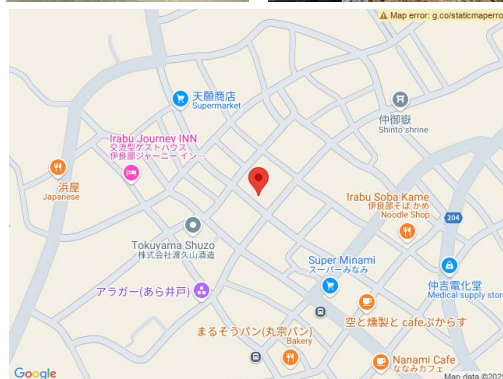 Map error: g.co/staticmaperro
天願商店
Supermarket
仲御嶽
Shinto shrine
Irabu Journey INN
交流型ゲストハウス
伊良部ジャーニー イン…
浜屋
Japanese
Irabu Soba Kame
伊良部そば かめ
Noodle Shop
204
Tokuyama Shuzo
株式会社渡久山酒造
Super Minami
スーパーみなみ
仲吉電化堂
Medical supply store
アラガー(あら井戸)
空と燻製と cafeぶからす
まるそうパン(丸宗パン)
Bakery
Nanami Cafe
ななみカフェ
Google
Map data ©202